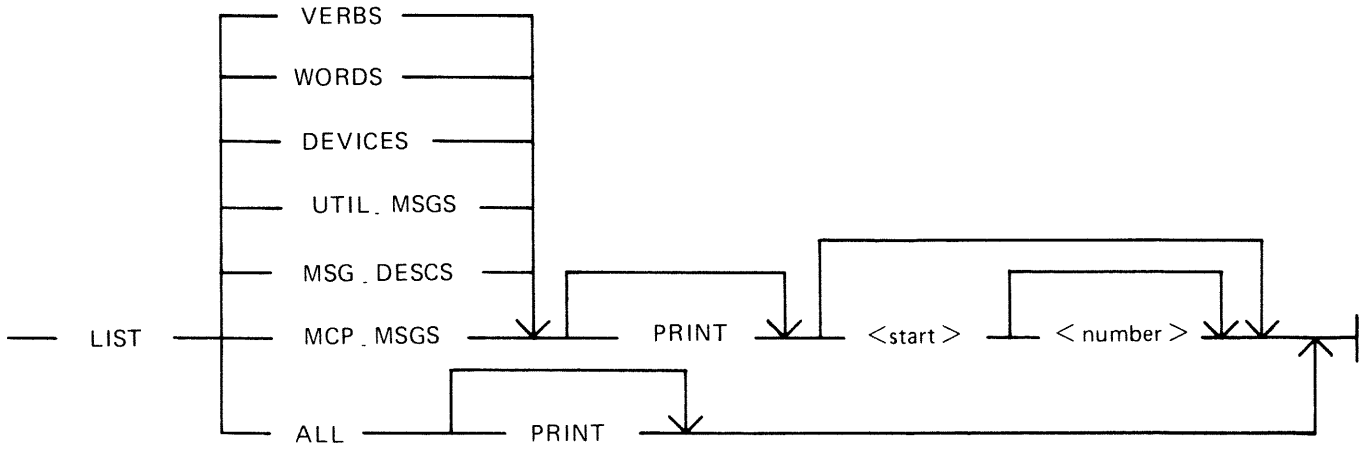 VERBS
WORDS
DEVICES
UTIL_MSGS
MSG_DESCS
LIST MCP_MSGS PRINT <start> <number>
ALL PRINT